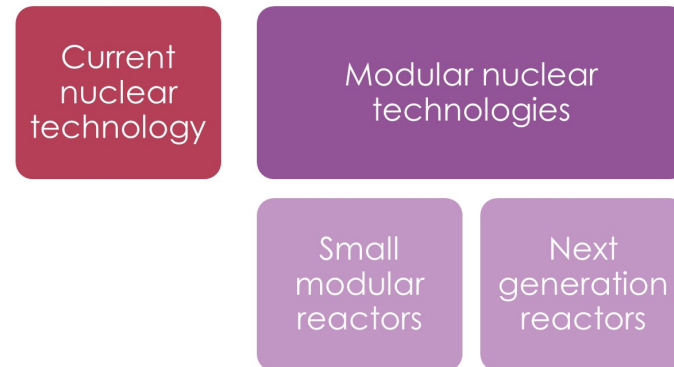 Current
nuclear
technology
Modular nuclear
technologies
Small
modular
reactors
Next
generation
reactors